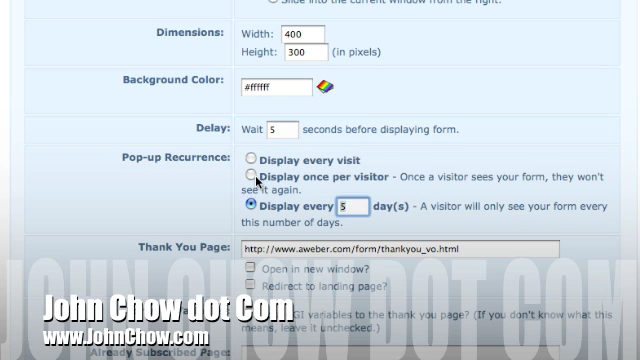 Slide into the current window from the right.
Dimensions: Width: 400
Height: 300 (in pixels)
Background Color: #ffffff
Delay: Wait 5 seconds before displaying form.
Pop-up Recurrence: Display every visit
Display once per visitor - Once a visitor sees your form, they won't
see it again.
Display every 5 day(s) - A visitor will only see your form every
this number of days.
Thank You Page: http://www.aweber.com/form/thankyou_vo.html
Open in new window?
Redirect to landing page?
JOHN CHOW DOT COM
John Chow dot Com
GI variables to the thank you page? (If you don't know what this
means, leave it unchecked.)
www.JohnChow.com
Already Subscribed Page: